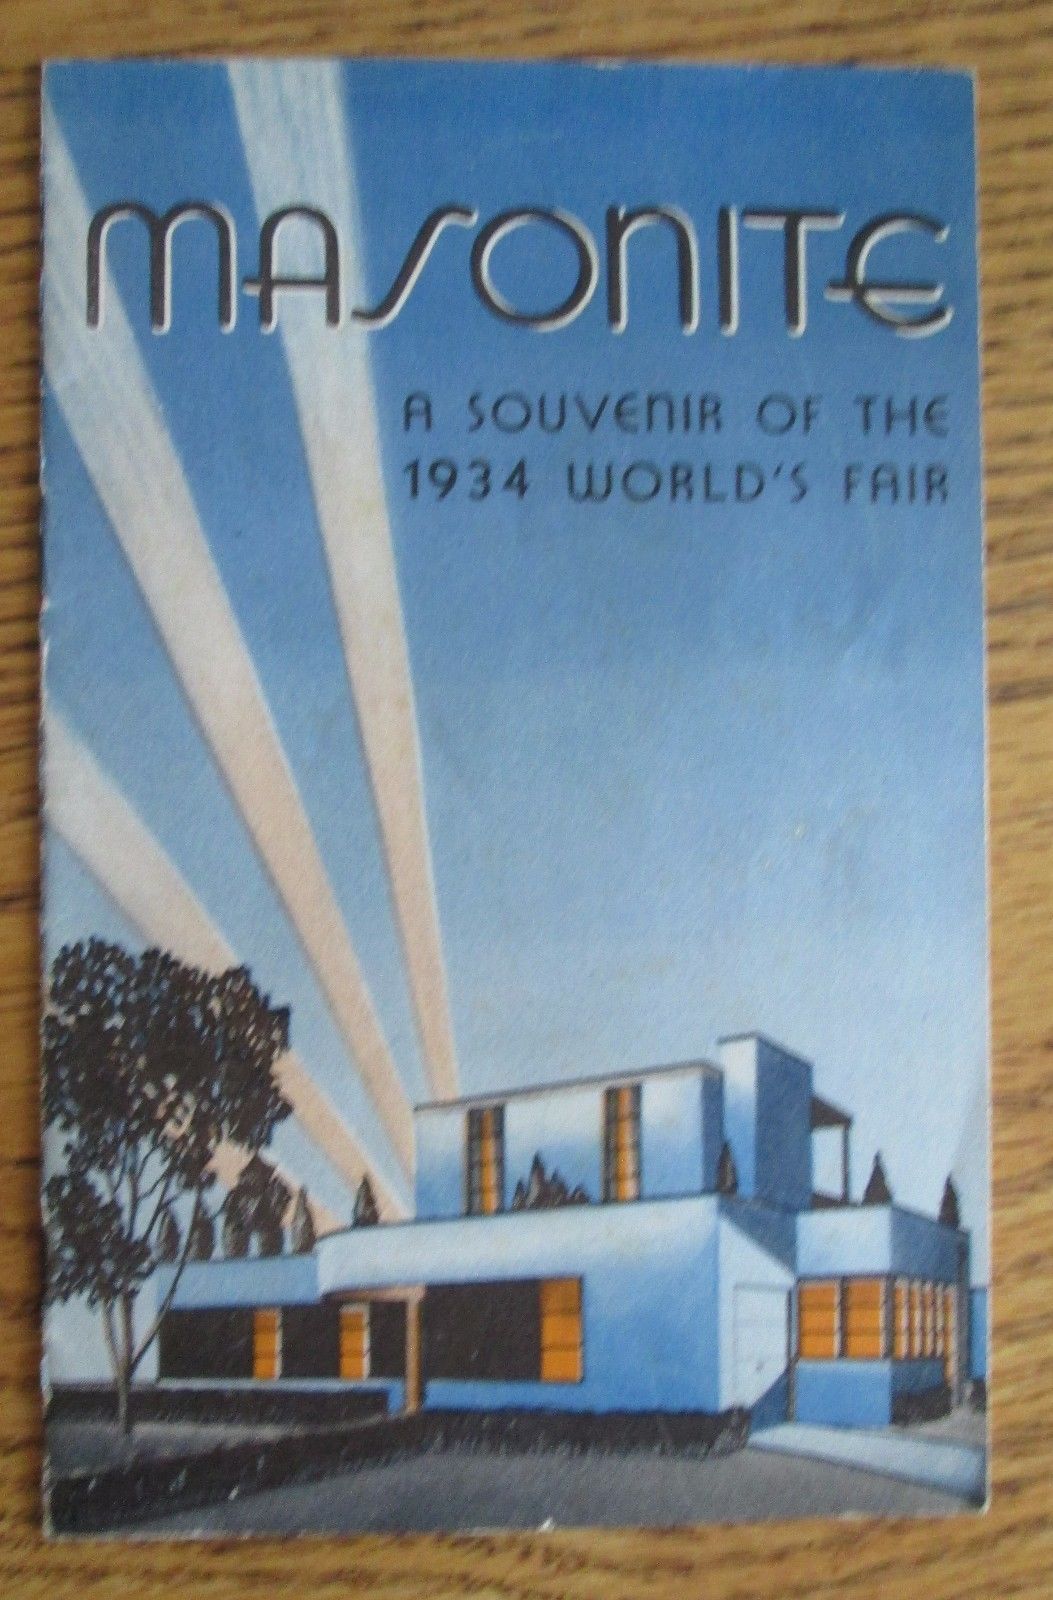 MASONITE
A SOUVENIR OF THE
1934 WORLD'S FAIR